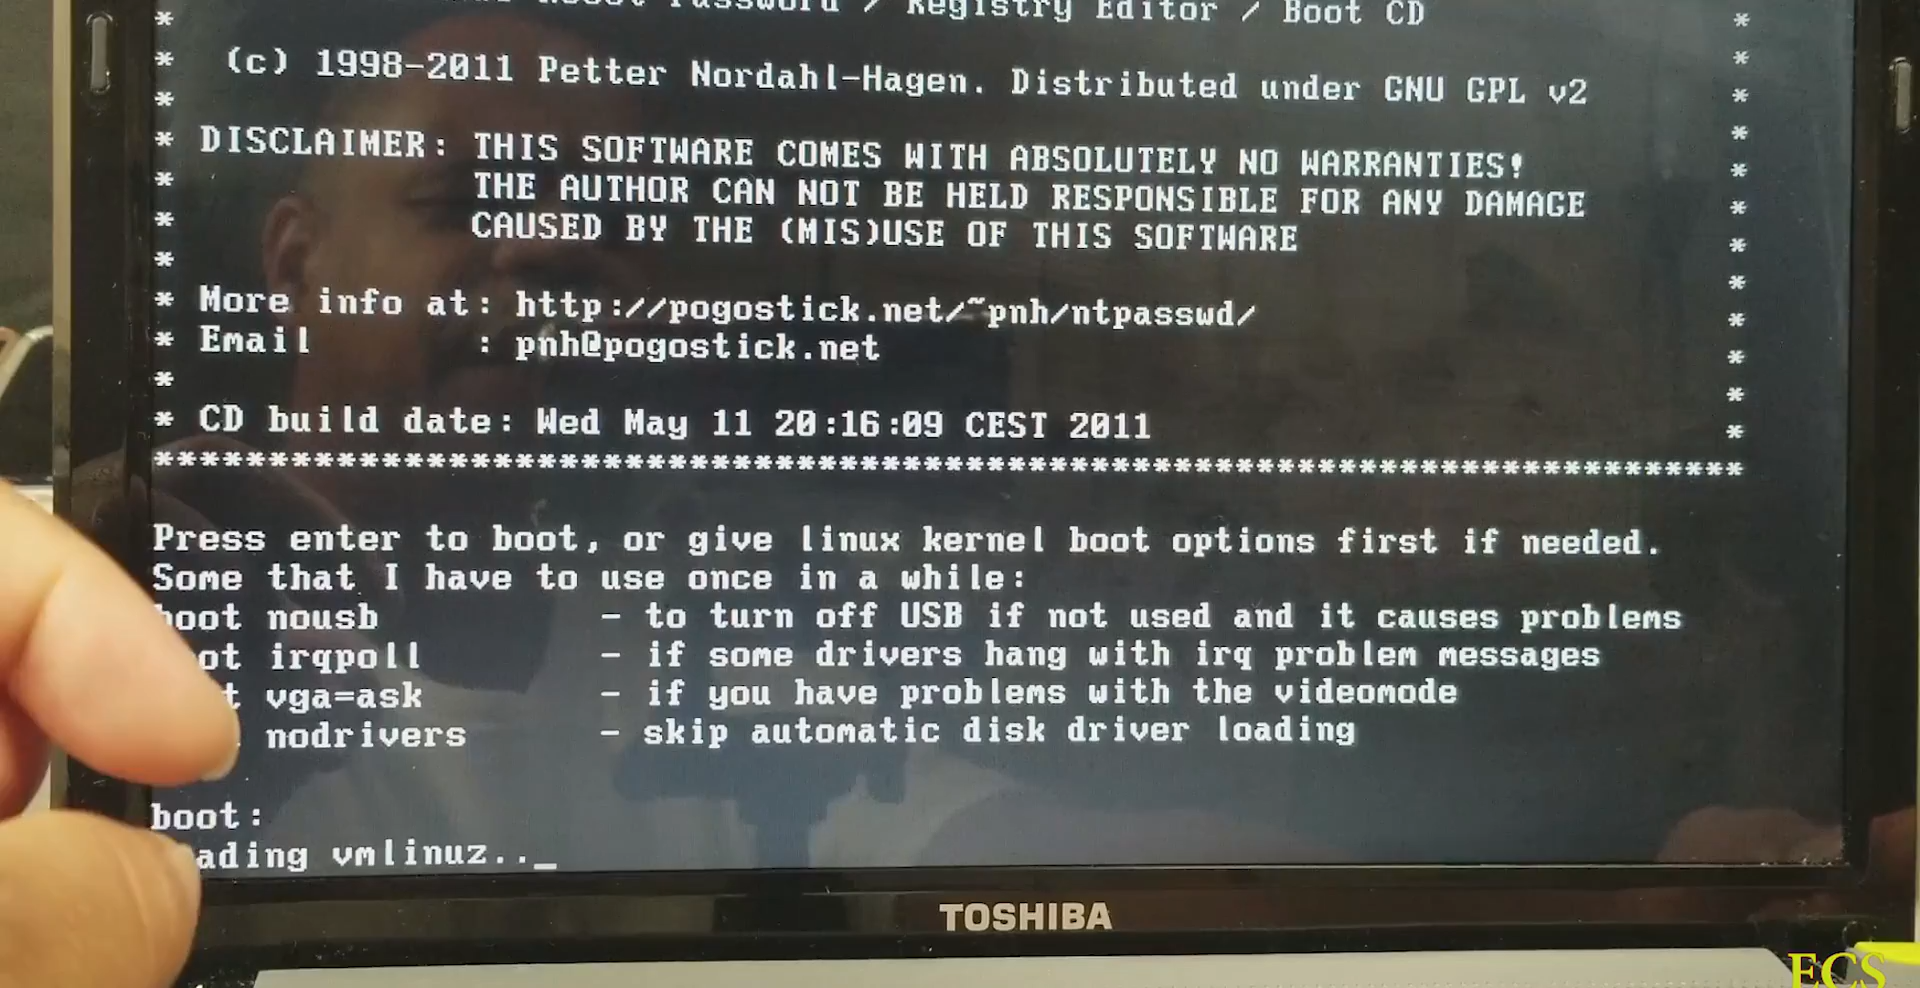 Password / Registry Editor / Boot CD
*
* (c) 1998-2011 Petter Nordahl-Hagen. Distributed under GNU GPL v2 *
* *
* DISCLAIMER: THIS SOFTWARE COMES WITH ABSOLUTELY NO WARRANTIES! *
* THE AUTHOR CAN NOT BE HELD RESPONSIBLE FOR ANY DAMAGE *
* CAUSED BY THE (MIS)USE OF THIS SOFTWARE *
* *
* More info at: http://pogostick.net/~pnh/ntpasswd/ *
* Email : pnh@pogostick.net *
* *
* CD build date: Wed May 11 20:16:09 CEST 2011 *
*************************************************************************
Press enter to boot, or give linux kernel boot options first if needed.
Some that I have to use once in a while:
boot nousb - to turn off USB if not used and it causes problems
ot irqpoll - if some drivers hang with irq problem messages
t vga=ask - if you have problems with the videomode
nodrivers - skip automatic disk driver loading
boot:
ading vmlinuz.._
TOSHIBA
ECS